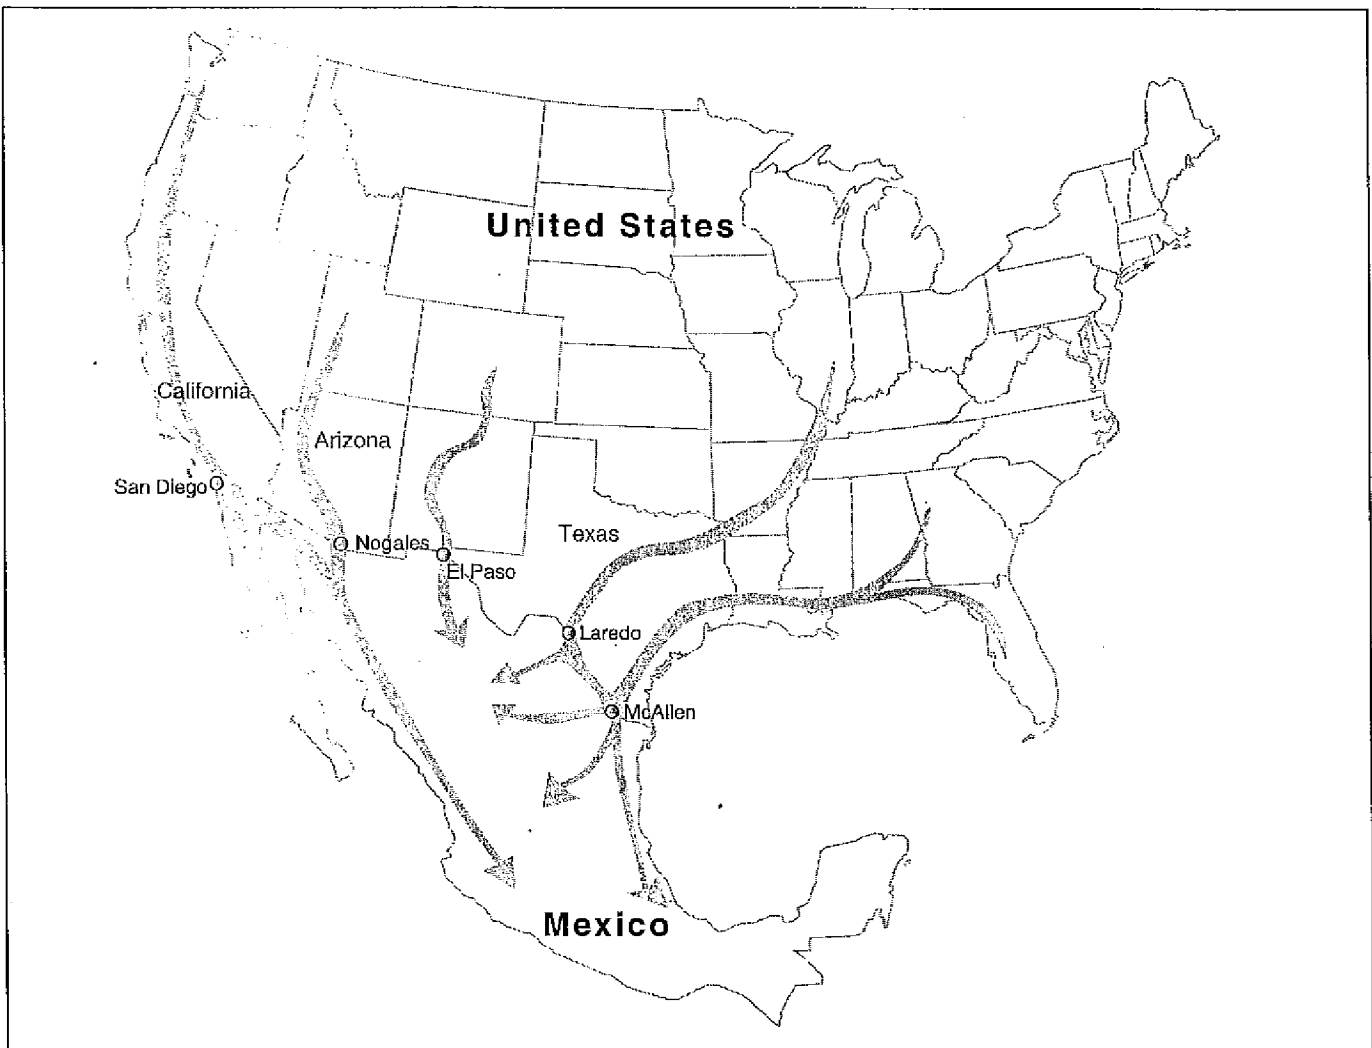 United States
California
Arizona
San Diego
Texas
Nogales
El Paso
Laredo
McAllen
Mexico